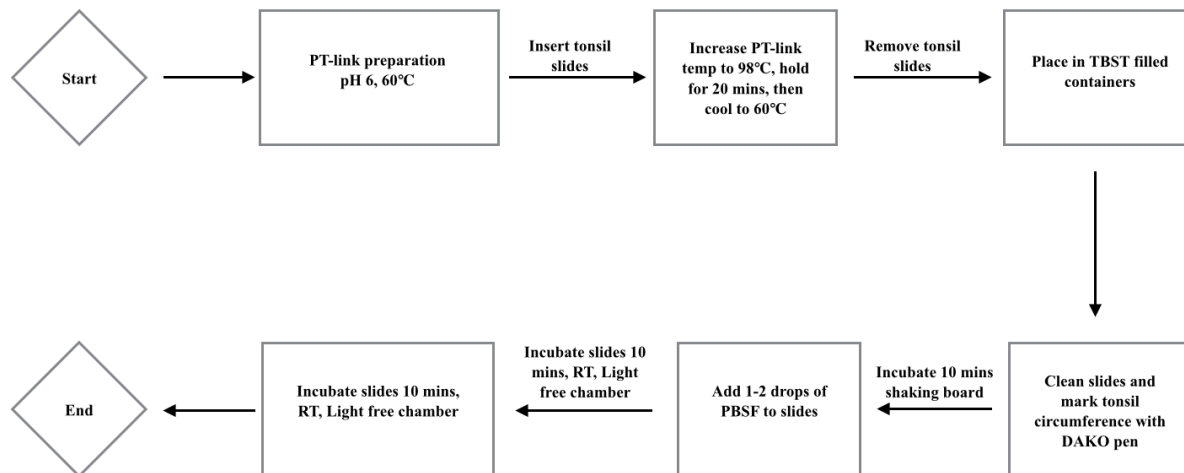 Start
PT-link preparation
pH 6, 60℃
Insert tonsil
slides
Increase PT-link
temp to 98℃, hold
for 20 mins, then
cool to 60℃
Remove tonsil
slides
Place in TBST filled
containers
Clean slides and
mark tonsil
circumference with
DAKO pen
Incubate 10 mins
shaking board
Add 1-2 drops of
PBSF to slides
Incubate slides 10
mins, RT, Light
free chamber
Incubate slides 10 mins,
RT, Light free chamber
End